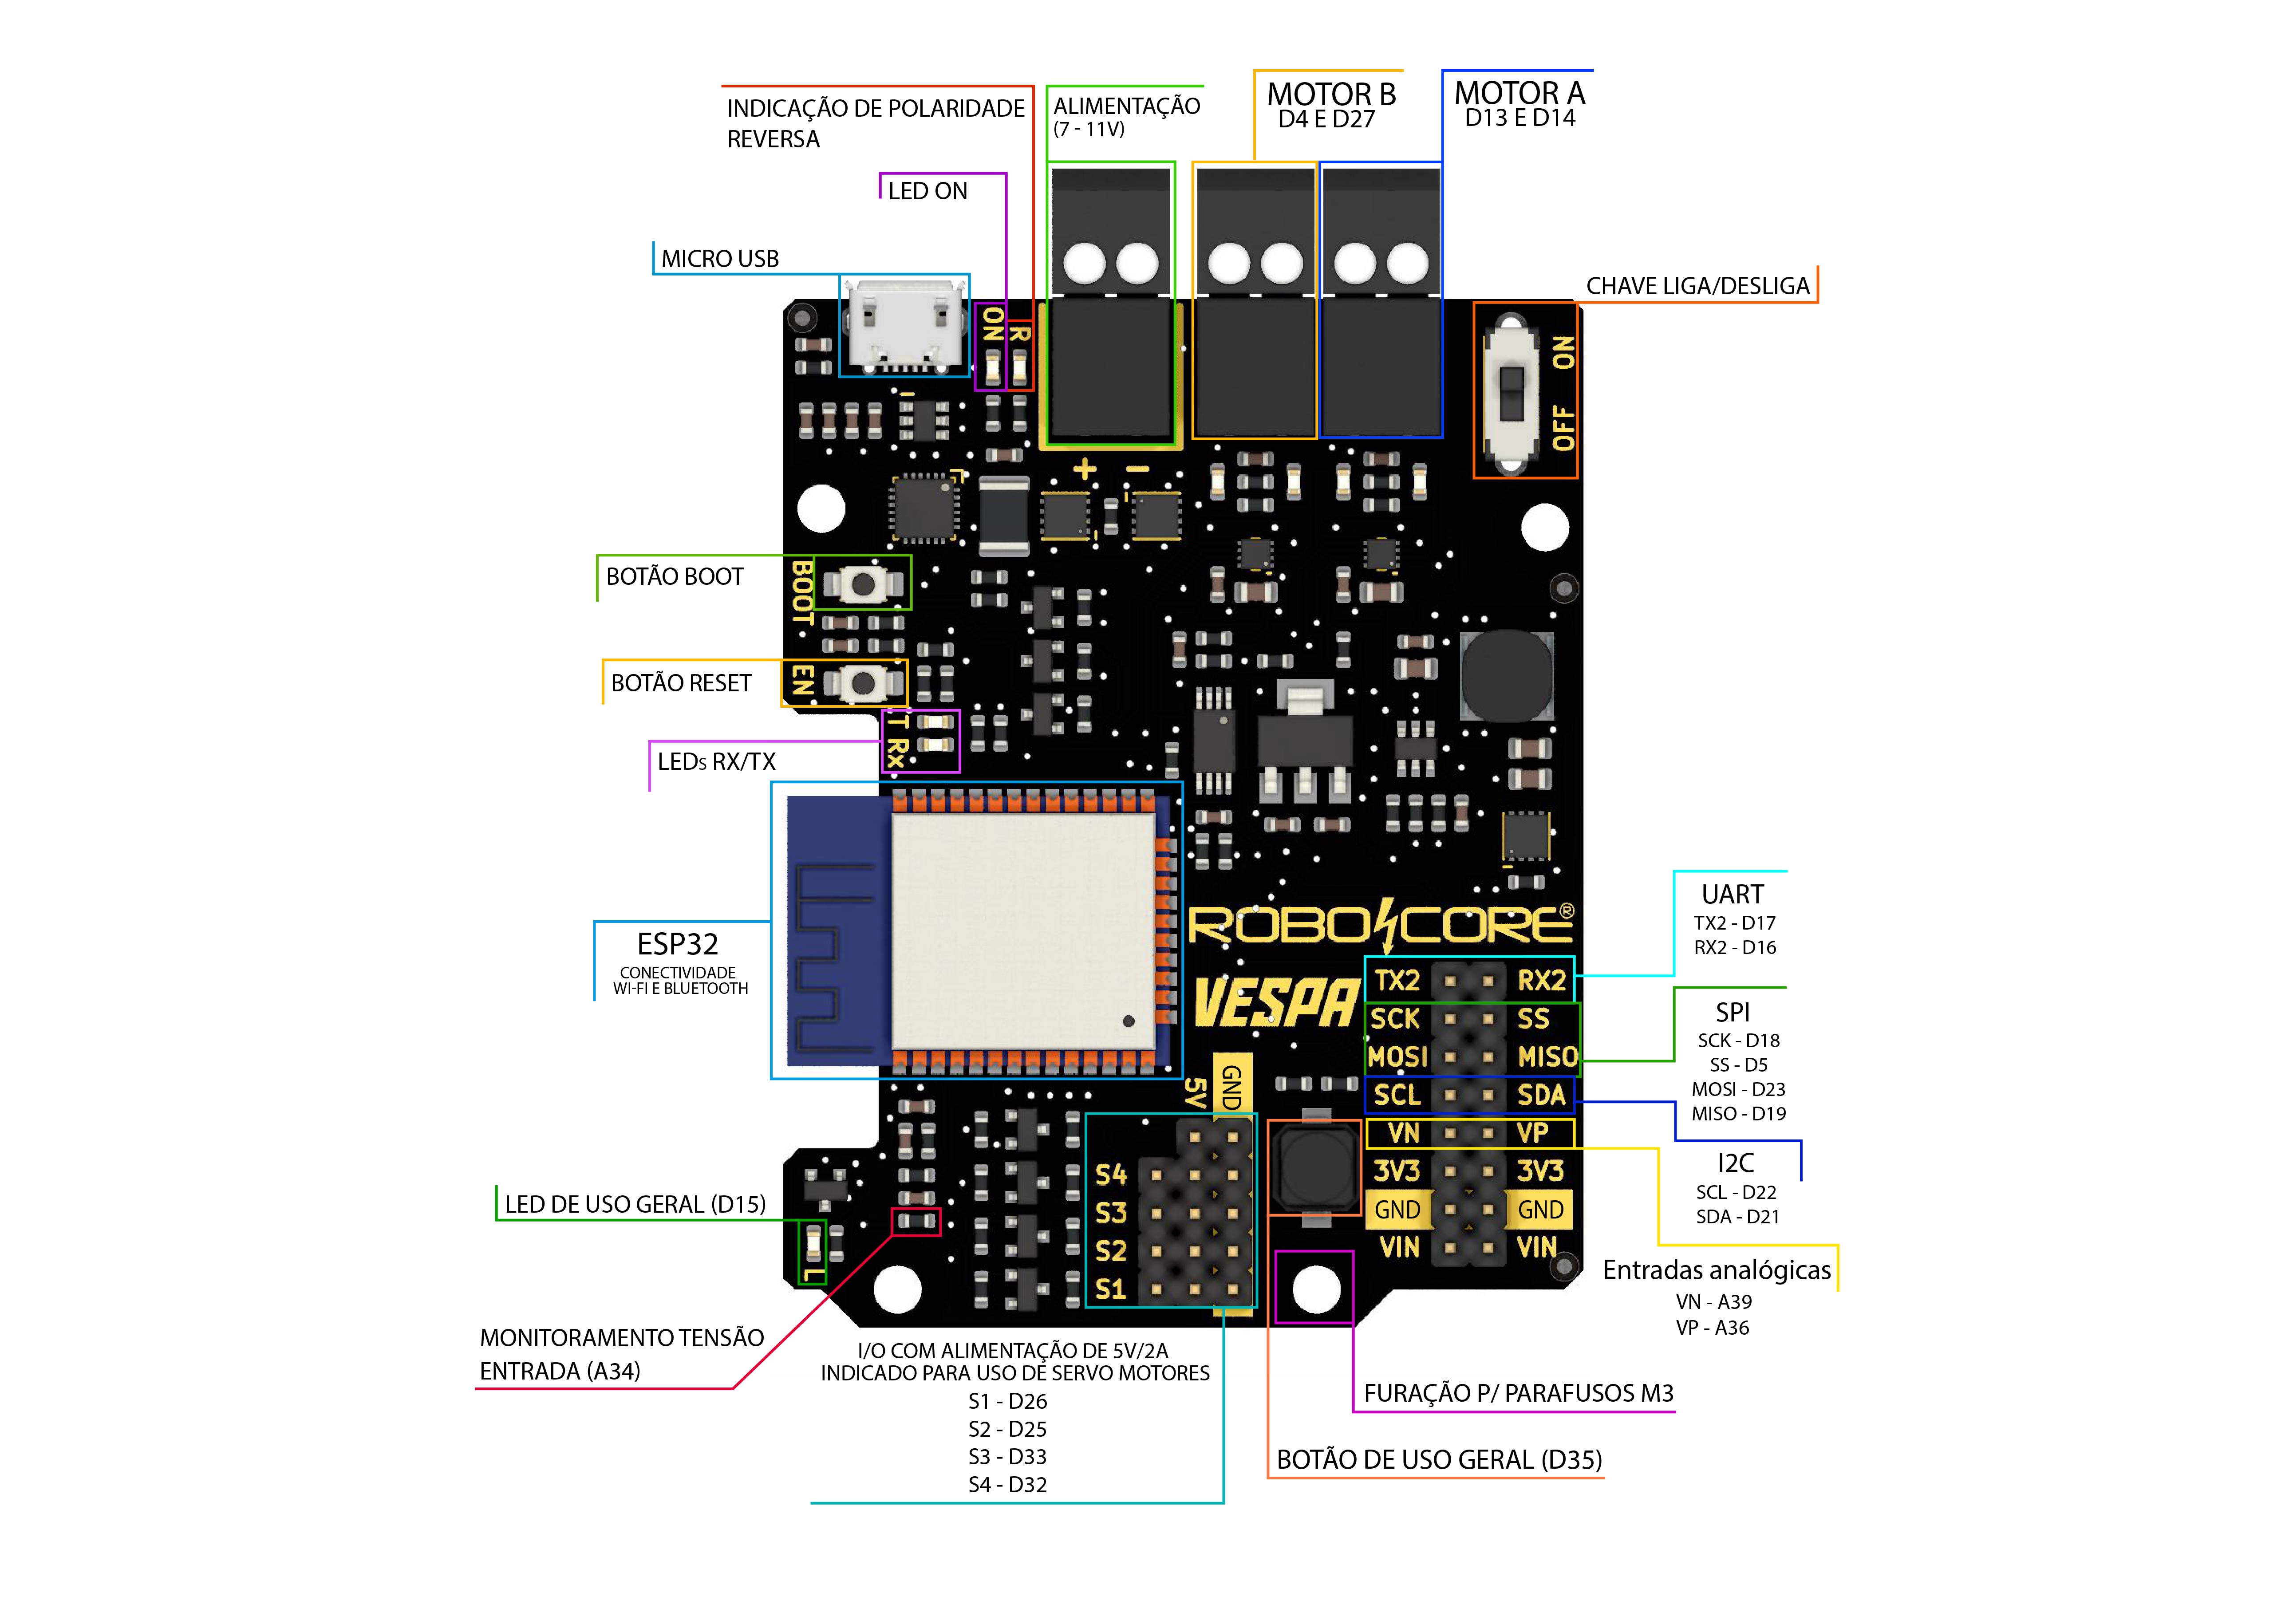 INDICAÇÃO DE POLARIDADE
REVERSA
ALIMENTAÇÃO
(7 - 11V)
MOTOR B
D4 E D27
MOTOR A
D13 E D14
LED ON
MICRO USB
CHAVE LIGA/DESLIGA
ON
R
ON
OFF
+ −
BOTÃO BOOT
BOOT
BOTÃO RESET
EN
T
Rx
LEDs RX/TX
ESP32
CONECTIVIDADE
WI-FI E BLUETOOTH
ROBOCORE®
VESPA
TX2 RX2
SCK SS
MOSI MISO
SCL SDA
VN VP
3V3 3V3
GND GND
VIN VIN
UART
TX2 - D17
RX2 - D16
SPI
SCK - D18
SS - D5
MOSI - D23
MISO - D19
I2C
SCL - D22
SDA - D21
Entradas analógicas
VN - A39
VP - A36
5V
GND
S4
S3
S2
S1
LED DE USO GERAL (D15)
L
MONITORAMENTO TENSÃO
ENTRADA (A34)
I/O COM ALIMENTAÇÃO DE 5V/2A
INDICADO PARA USO DE SERVO MOTORES
S1 - D26
S2 - D25
S3 - D33
S4 - D32
FURAÇÃO P/ PARAFUSOS M3
BOTÃO DE USO GERAL (D35)